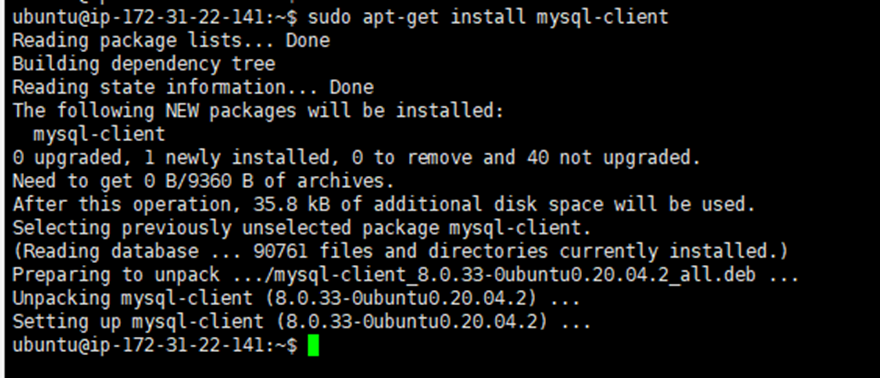 ubuntu@ip-172-31-22-141:~$ sudo apt-get install mysql-client
Reading package lists... Done
Building dependency tree
Reading state information... Done
The following NEW packages will be installed:
  mysql-client
0 upgraded, 1 newly installed, 0 to remove and 40 not upgraded.
Need to get 0 B/9360 B of archives.
After this operation, 35.8 kB of additional disk space will be used.
Selecting previously unselected package mysql-client.
(Reading database ... 90761 files and directories currently installed.)
Preparing to unpack .../mysql-client_8.0.33-0ubuntu0.20.04.2_all.deb ...
Unpacking mysql-client (8.0.33-0ubuntu0.20.04.2) ...
Setting up mysql-client (8.0.33-0ubuntu0.20.04.2) ...
ubuntu@ip-172-31-22-141:~$